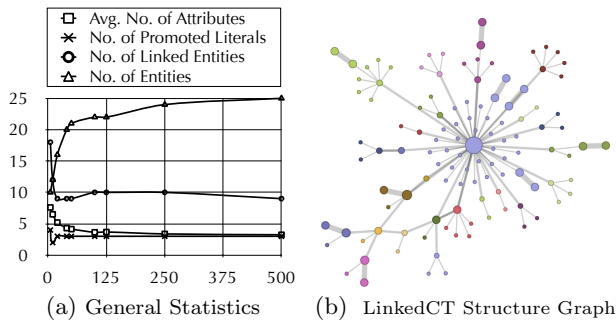 Avg. No. of Attributes
No. of Promoted Literals
No. of Linked Entities
No. of Entities
25
20
15
10
5
0
0 125 250 375 500
(a) General Statistics
(b) LinkedCT Structure Graph